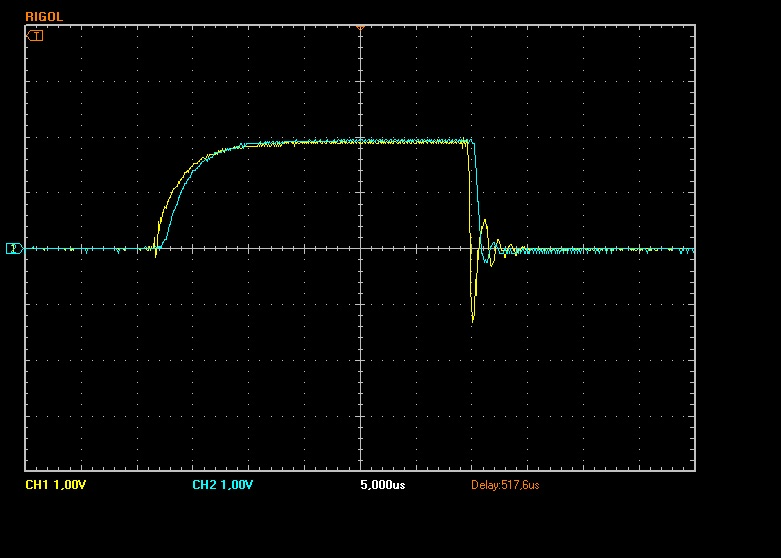 RIGOL
T
2
CH1 1,00V CH2 1,00V 5,000us Delay:517,6us